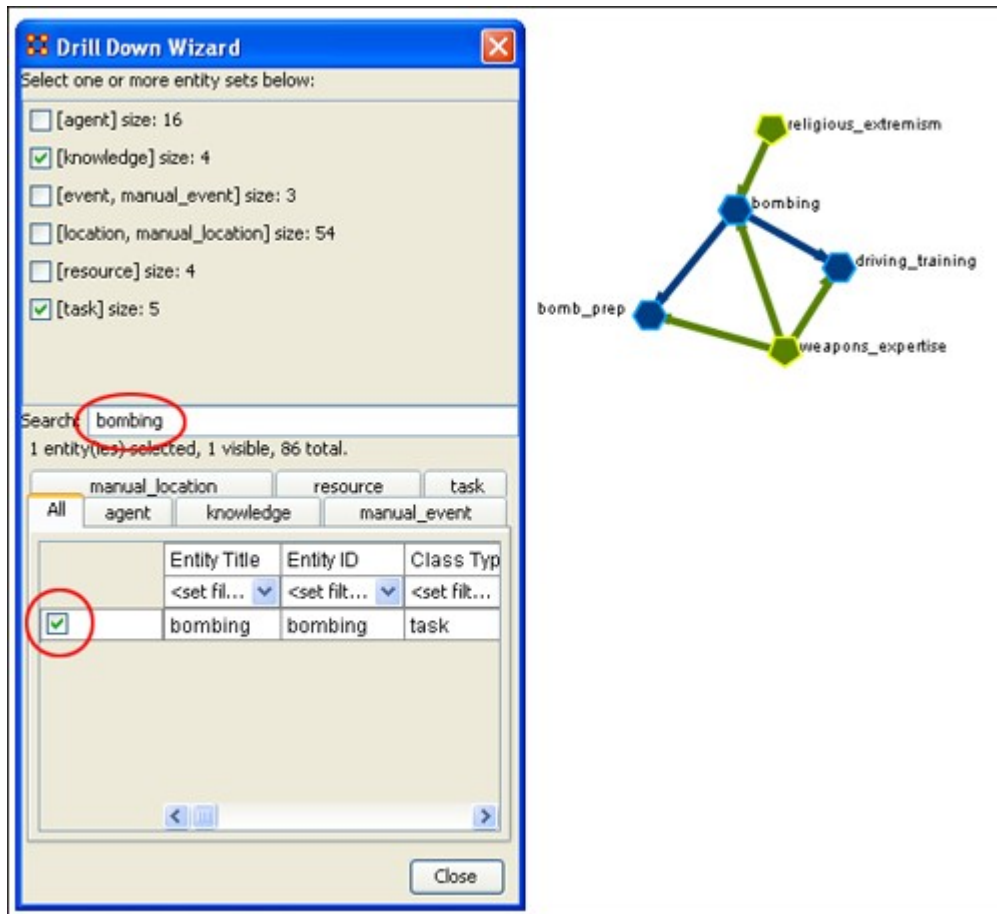 Drill Down Wizard
Select one or more entity sets below:
[agent] size: 16
[knowledge] size: 4
[event, manual_event] size: 3
[location, manual_location] size: 54
[resource] size: 4
[task] size: 5
Search: bombing
1 entity(ies) selected, 1 visible, 86 total.
manual_location resource task
All agent knowledge manual_event
Entity Title Entity ID Class Typ
<set fil... <set filt... <set filt...
bombing bombing task
Close
religious_extremism
bombing
driving_training
bomb_prep
weapons_expertise